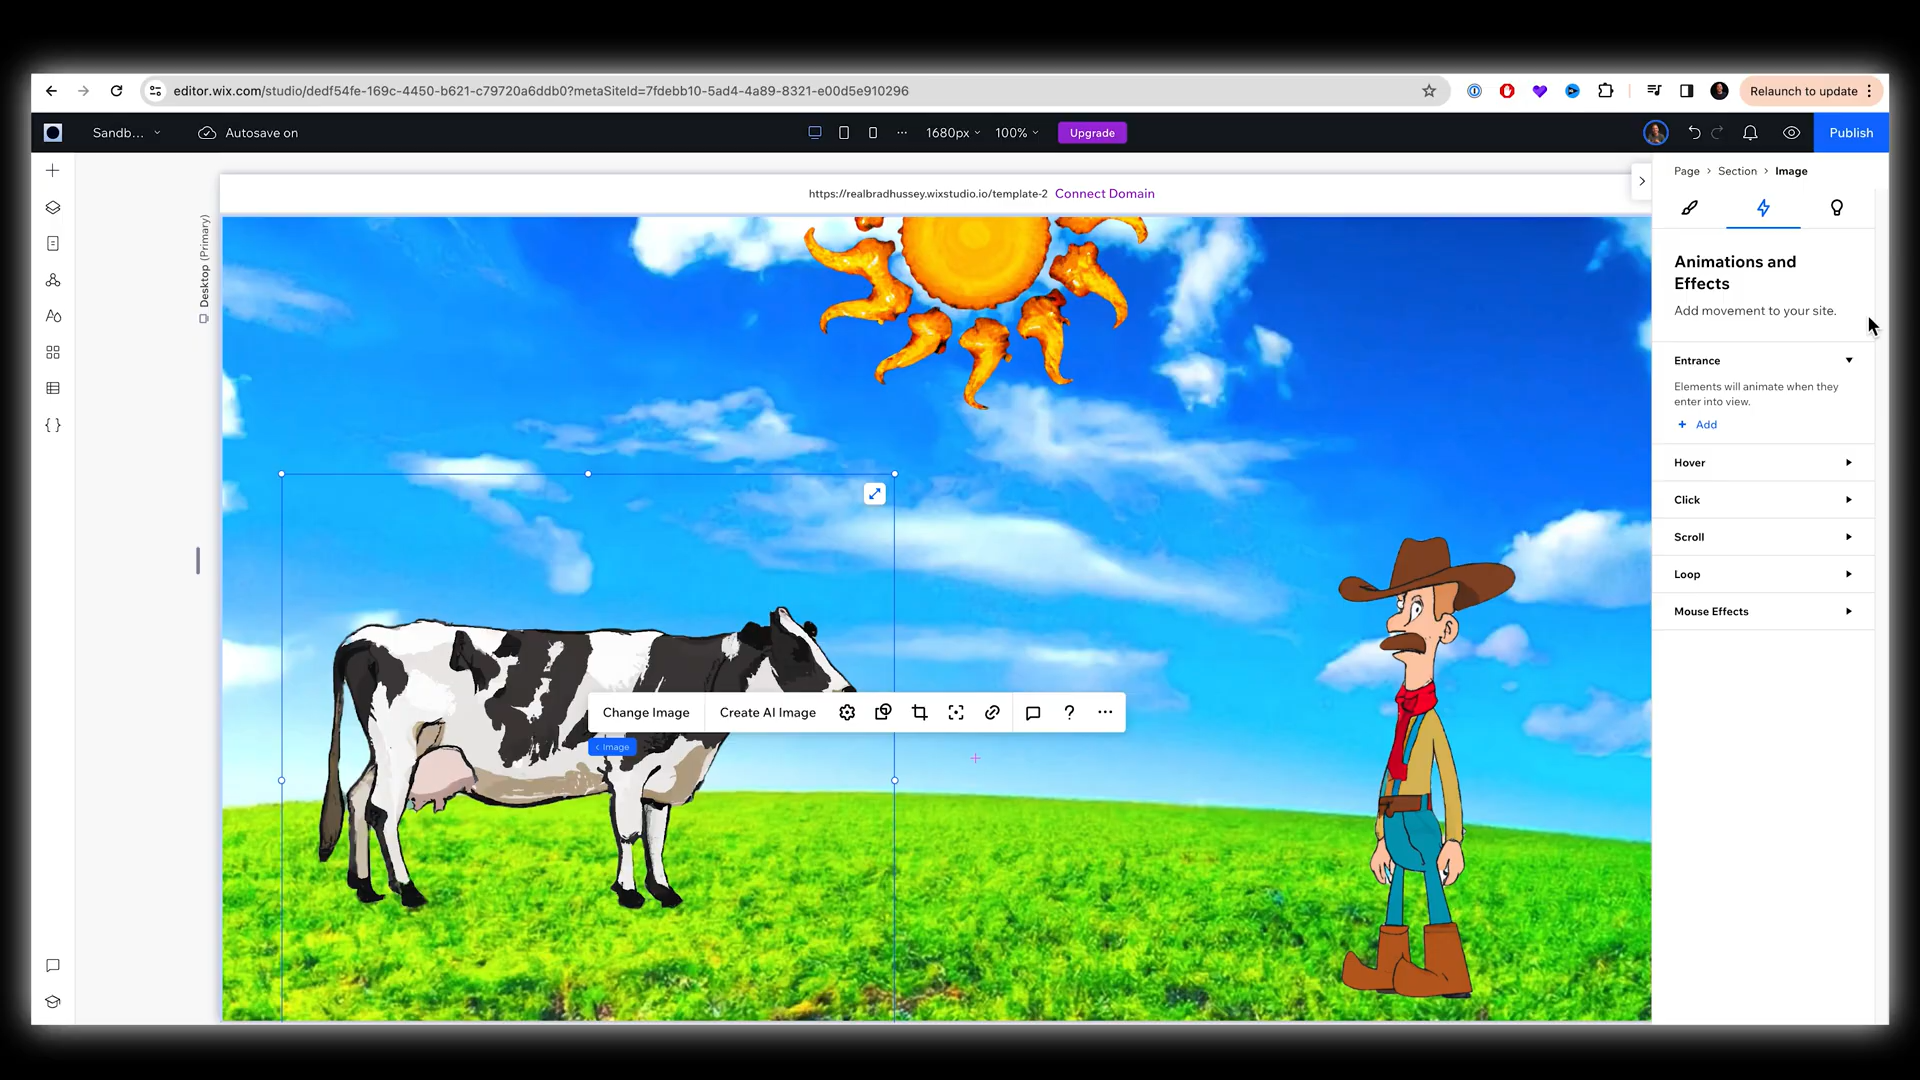 editor.wix.com/studio/dedf54fe-169c-4450-b621-c79720a6ddb0?metaSiteId=7fdebb10-5ad4-4a89-8321-e00d5e910296
Relaunch to update
Sandb...
Autosave on
1680px
100%
Upgrade
Publish
https://realbradhussey.wixstudio.io/template-2 Connect Domain
Desktop (Primary)
Page > Section > Image
Animations and
Effects
Add movement to your site.
Entrance
Elements will animate when they
enter into view.
+ Add
Hover
Click
Scroll
Loop
Mouse Effects
Change Image
Create AI Image
?
< Image